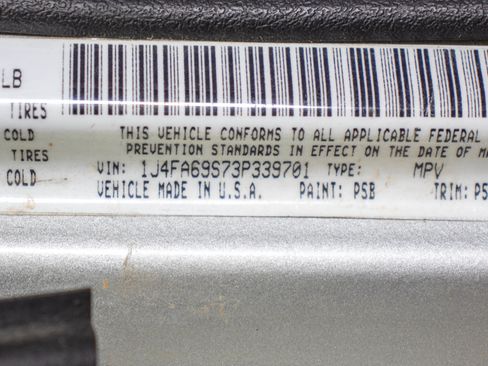 LB
TIRES
COLD
THIS VEHICLE CONFORMS TO ALL APPLICABLE FEDERAL
TIRES
PREVENTION STANDARDS IN EFFECT ON THE DATE OF M
VIN: 1J4FA69S73P339701 TYPE: MPV
COLD
VEHICLE MADE IN U.S.A. PAINT: PSB TRIM: PS